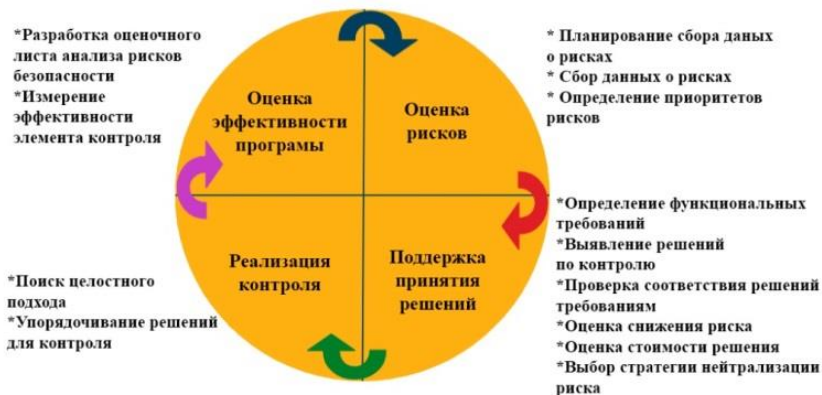 *Разработка оценочного
листа анализа рисков
безопасности
*Измерение
эффективности
элемента контроля
Оценка
эффективности
програмы
Оценка
рисков
* Планирование сбора даных
о рисках
* Сбор данных о рисках
* Определение приоритетов
рисков
*Поиск целостного
подхода
*Упорядочивание решений
для контроля
Реализация
контроля
Поддержка
принятия
решений
*Определение функциональных
требований
*Выявление решений
по контролю
*Проверка соответствия решений
требованиям
*Оценка снижения риска
*Оценка стоимости решения
*Выбор стратегии нейтрализации
риска